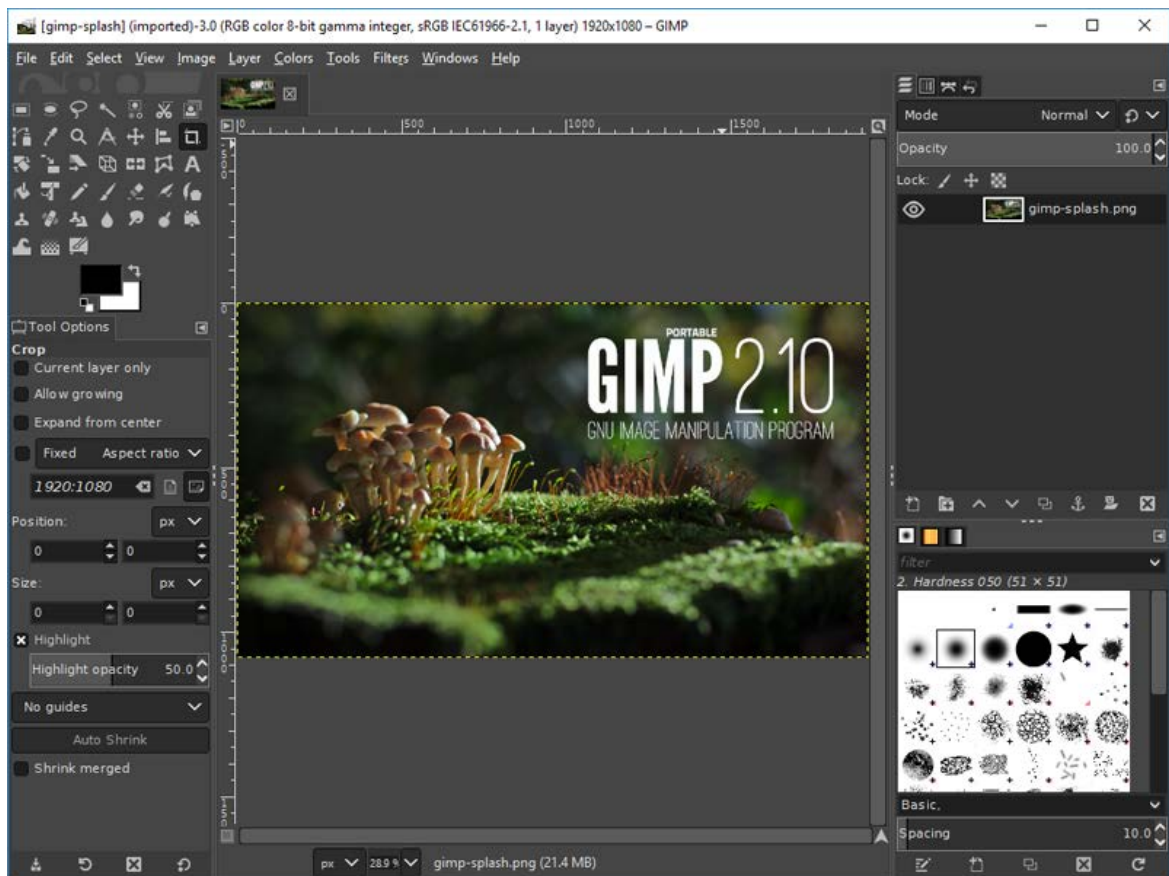 [gimp-splash] (imported)-3.0 (RGB color 8-bit gamma integer, sRGB IEC61966-2.1, 1 layer) 1920x1080 – GIMP
File Edit Select View Image Layer Colors Tools Filters Windows Help
0 500 1000 1500
Tool Options
Crop
Current layer only
Allow growing
Expand from center
Fixed Aspect ratio
1920:1080
Position: px
0 0
Size: px
0 0
Highlight
Highlight opacity 50.0
No guides
Auto Shrink
Shrink merged
PORTABLE
GIMP 2.10
GNU IMAGE MANIPULATION PROGRAM
px 28.9 % gimp-splash.png (21.4 MB)
Mode Normal
Opacity 100.0
Lock:
gimp-splash.png
filter
2. Hardness 050 (51 × 51)
Basic,
Spacing 10.0